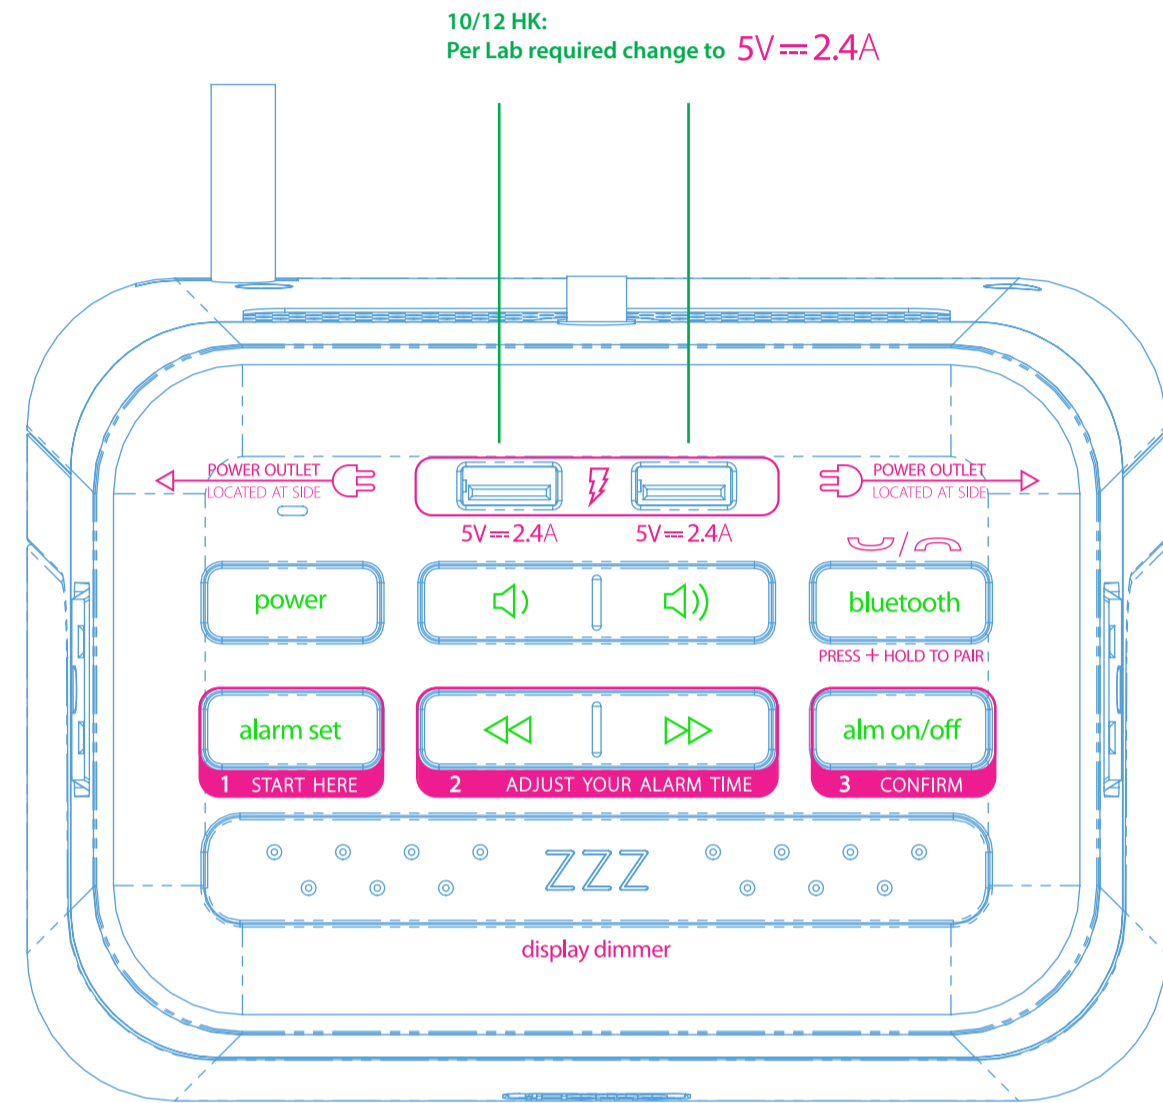 10/12 HK:
Per Lab required change to 5V⎓2.4A
POWER OUTLET
LOCATED AT SIDE
POWER OUTLET
LOCATED AT SIDE
5V⎓2.4A
5V⎓2.4A
power
bluetooth
PRESS + HOLD TO PAIR
alarm set
alm on/off
1 START HERE
2 ADJUST YOUR ALARM TIME
3 CONFIRM
ZZZ
display dimmer